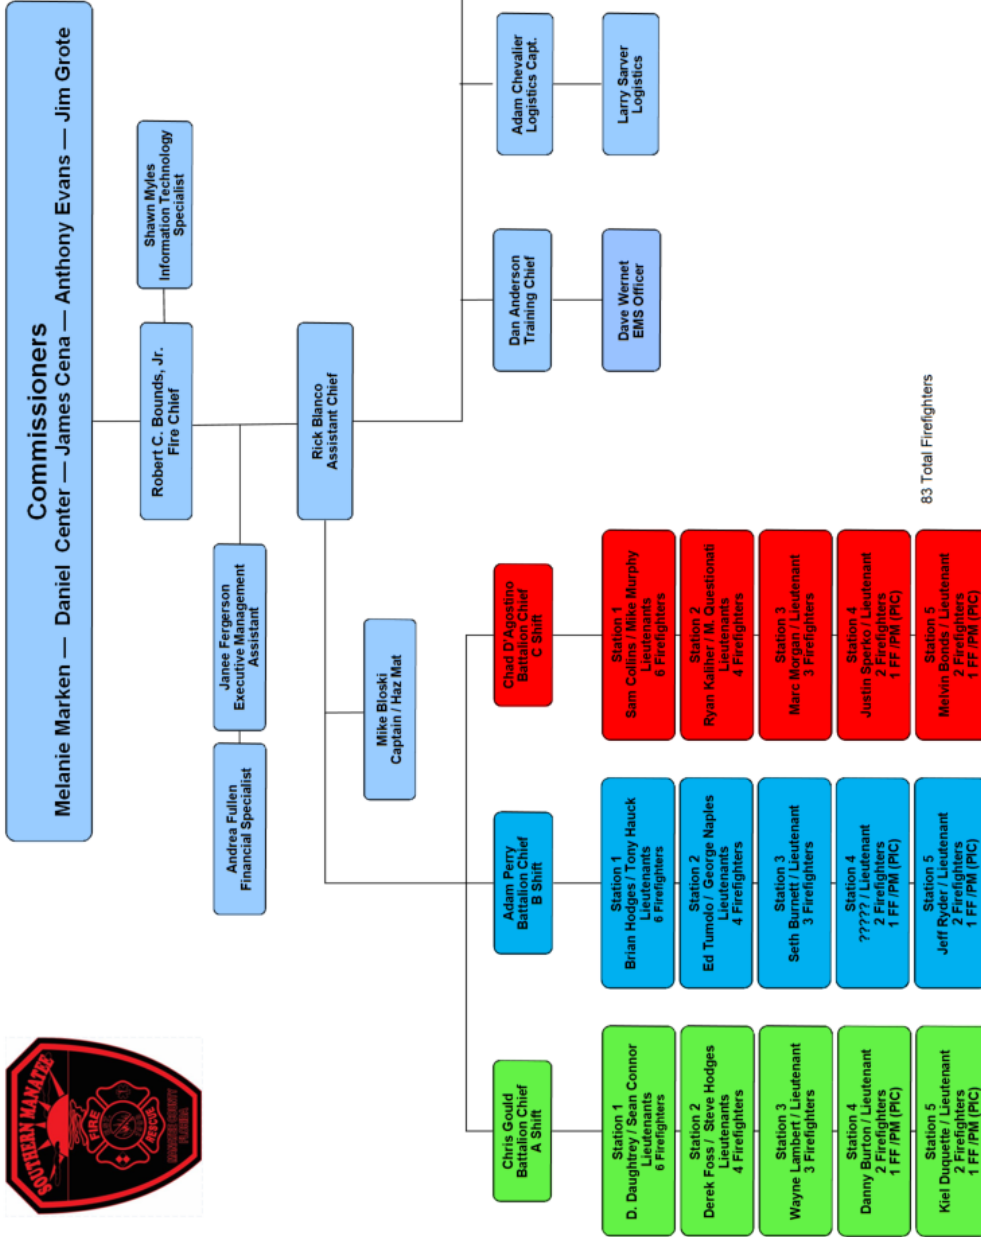 Commissioners
Melanie Marken — Daniel Center — James Cena — Anthony Evans — Jim Grote
Robert C. Bounds, Jr.
Fire Chief
Shawn Myles
Information Technology
Specialist
Janee Fergerson
Executive Management
Assistant
Andrea Fullen
Financial Specialist
Rick Blanco
Assistant Chief
Mike Bloski
Captain / Haz Mat
Chris Gould
Battalion Chief
A Shift
Station 1
D. Daughtrey / Sean Connor
Lieutenants
6 Firefighters
Station 2
Derek Foss / Steve Hodges
Lieutenants
4 Firefighters
Station 3
Wayne Lambert / Lieutenant
3 Firefighters
Station 4
Danny Burton / Lieutenant
2 Firefighters
1 FF /PM (PIC)
Station 5
Kiel Duquette / Lieutenant
2 Firefighters
1 FF /PM (PIC)
Adam Perry
Battalion Chief
B Shift
Station 1
Brian Hodges / Tony Hauck
Lieutenants
6 Firefighters
Station 2
Ed Tumolo / George Naples
Lieutenants
4 Firefighters
Station 3
Seth Burnett / Lieutenant
3 Firefighters
Station 4
????? / Lieutenant
2 Firefighters
1 FF /PM (PIC)
Station 5
Jeff Ryder / Lieutenant
2 Firefighters
1 FF /PM (PIC)
Chad D'Agostino
Battalion Chief
C Shift
Station 1
Sam Collins / Mike Murphy
Lieutenants
6 Firefighters
Station 2
Ryan Kaliher / M. Questionati
Lieutenants
4 Firefighters
Station 3
Marc Morgan / Lieutenant
3 Firefighters
Station 4
Justin Sperko / Lieutenant
2 Firefighters
1 FF /PM (PIC)
Station 5
Melvin Bonds / Lieutenant
2 Firefighters
1 FF /PM (PIC)
Dan Anderson
Training Chief
Dave Wernet
EMS Officer
Adam Chevalier
Logistics Capt.
Larry Sarver
Logistics
83 Total Firefighters
SOUTHERN MANATEE
FIRE
RESCUE
MANATEE COUNTY
FLORIDA